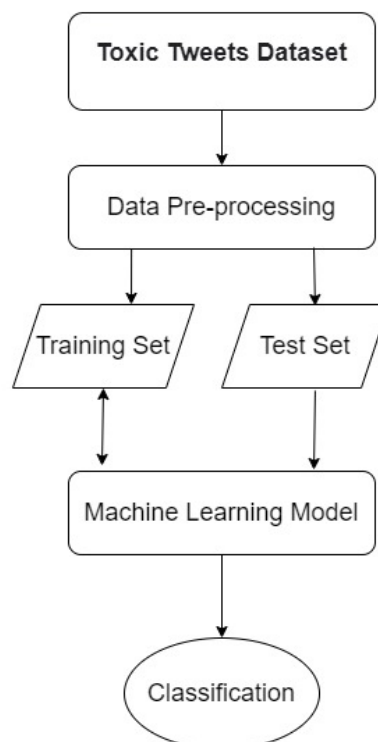 Toxic Tweets Dataset
Data Pre-processing
Training Set
Test Set
Machine Learning Model
Classification